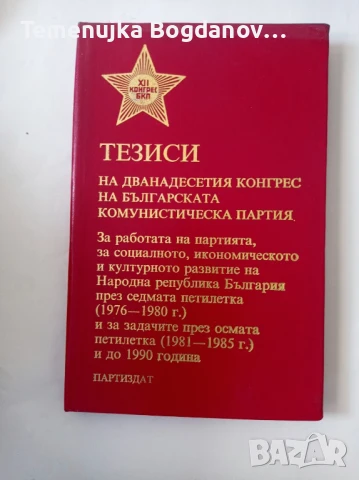 Temenujka Bogdanov...
XII
КОНГРЕС
БКП
ТЕЗИСИ
НА ДВАНАДЕСЕТИЯ КОНГРЕС
НА БЪЛГАРСКАТА
КОМУНИСТИЧЕСКА ПАРТИЯ
За работата на партията,
за социалното, икономическото
и културното развитие на
Народна република България
през седмата петилетка
(1976—1980 г.)
и за задачите през осмата
петилетка (1981—1985 г.)
и до 1990 година
ПАРТИЗДАТ
BAZAR
bg